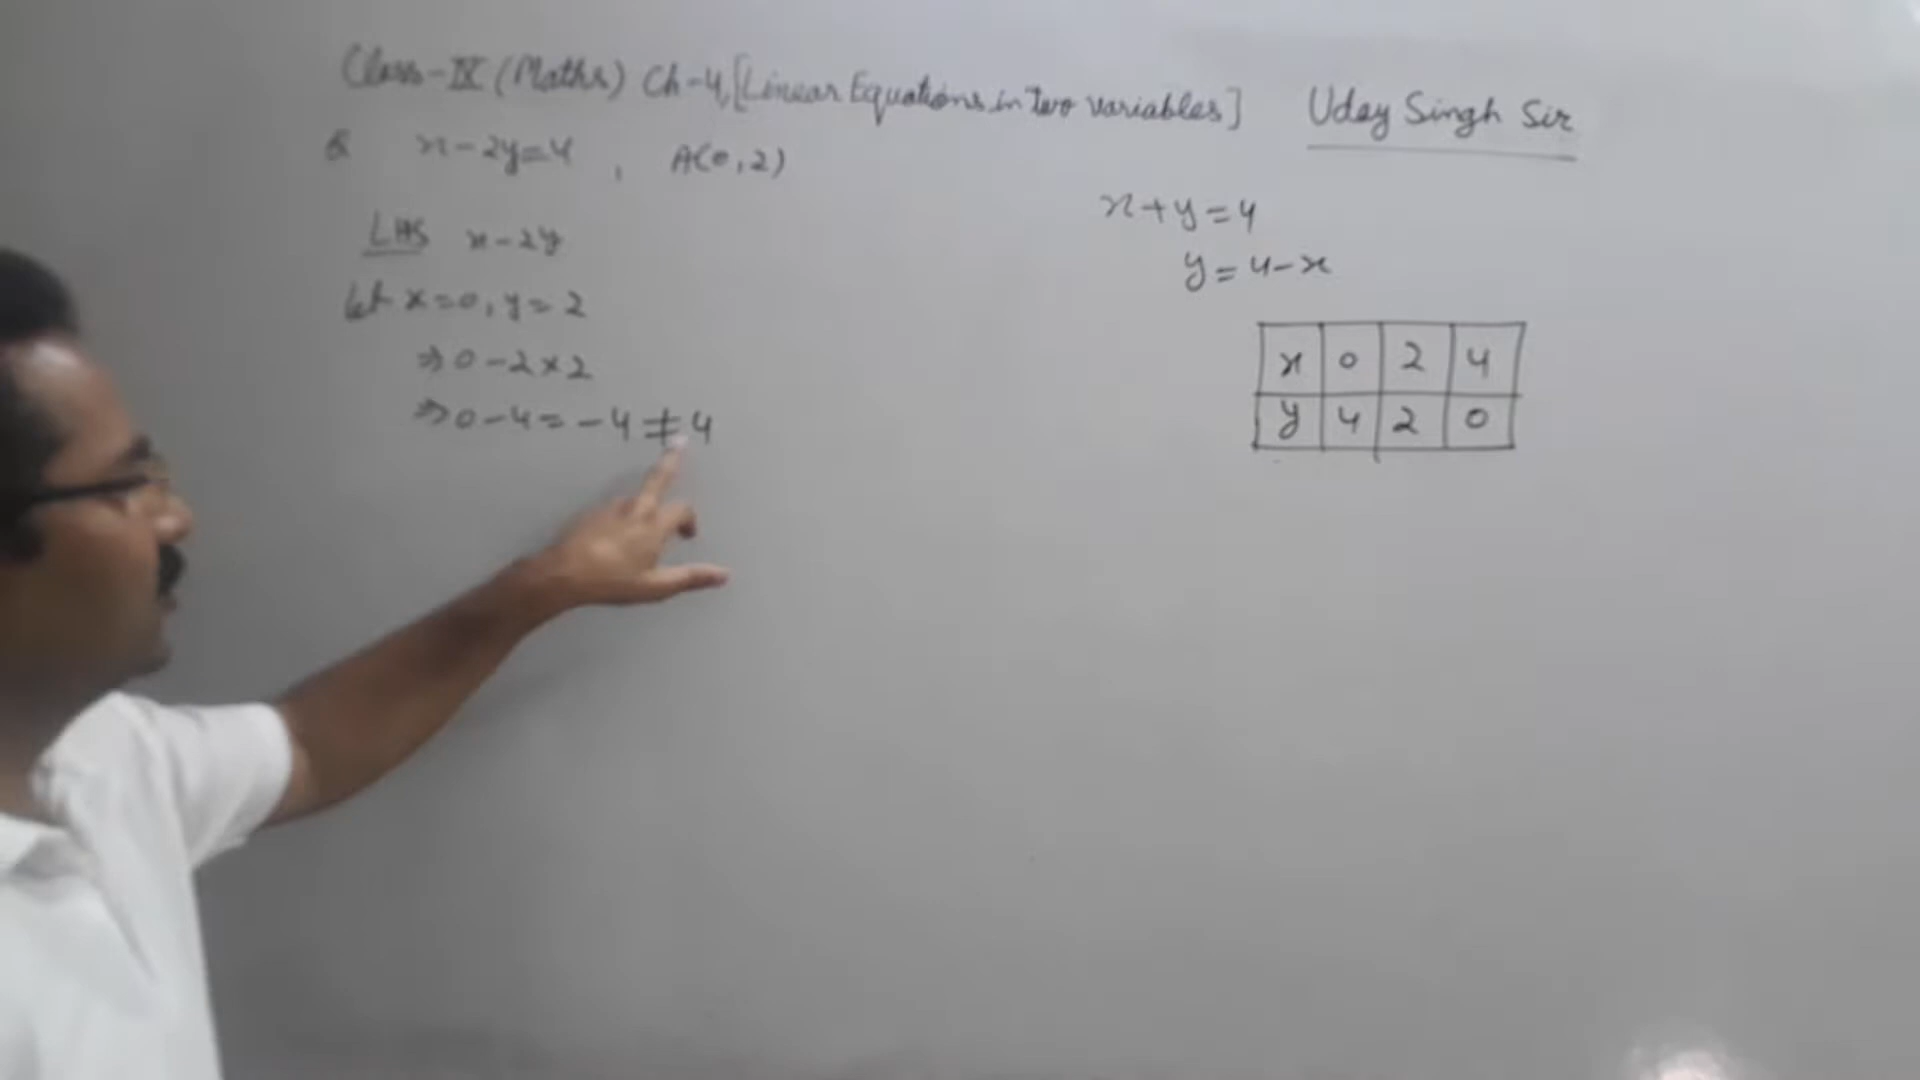 Class-IX (Maths) Ch-4, [Linear Equations in two variables] Uday Singh Sir
Q x-2y=4 , A(0,2)
LHS x-2y
let x=0, y=2
⇒ 0-2×2
⇒ 0-4=-4≠4
x+y=4
y=4-x
x 0 2 4
y 4 2 0